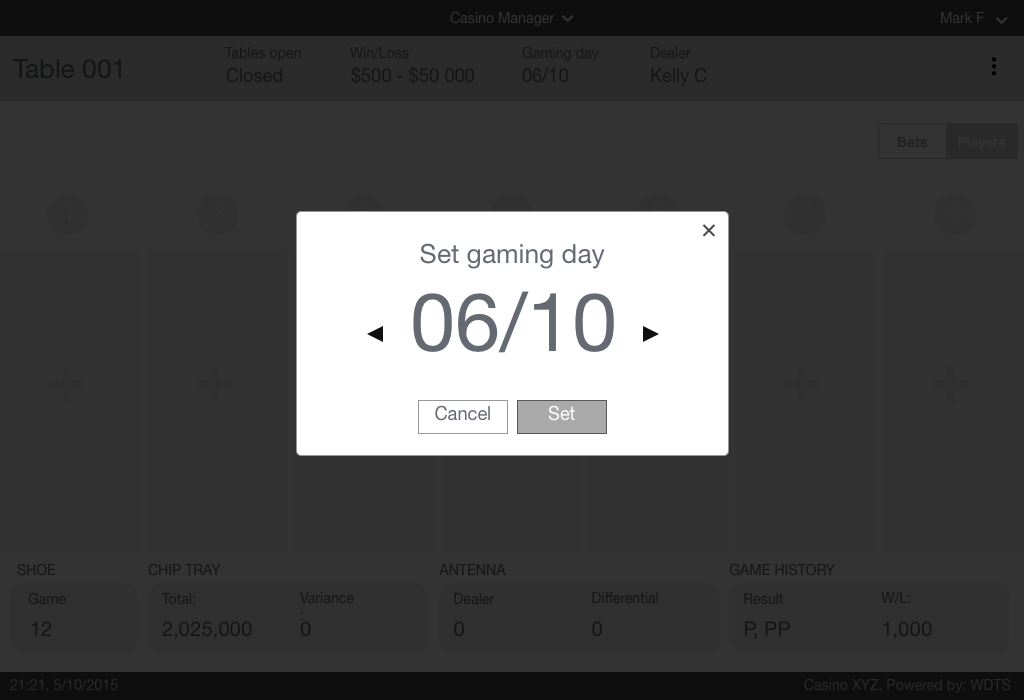 Casino Manager
Mark F
Table 001
Tables open
Closed
Win/Loss
$500 - $50 000
Gaming day
06/10
Dealer
Kelly C
Bets
Players
1
2
7
Set gaming day
06/10
Cancel
Set
SHOE
CHIP TRAY
ANTENNA
GAME HISTORY
Game
12
Total:
2,025,000
Variance
:
0
Dealer
0
Differential
0
Result
P, PP
W/L:
1,000
21:21, 5/10/2015
Casino XYZ, Powered by: WDTS